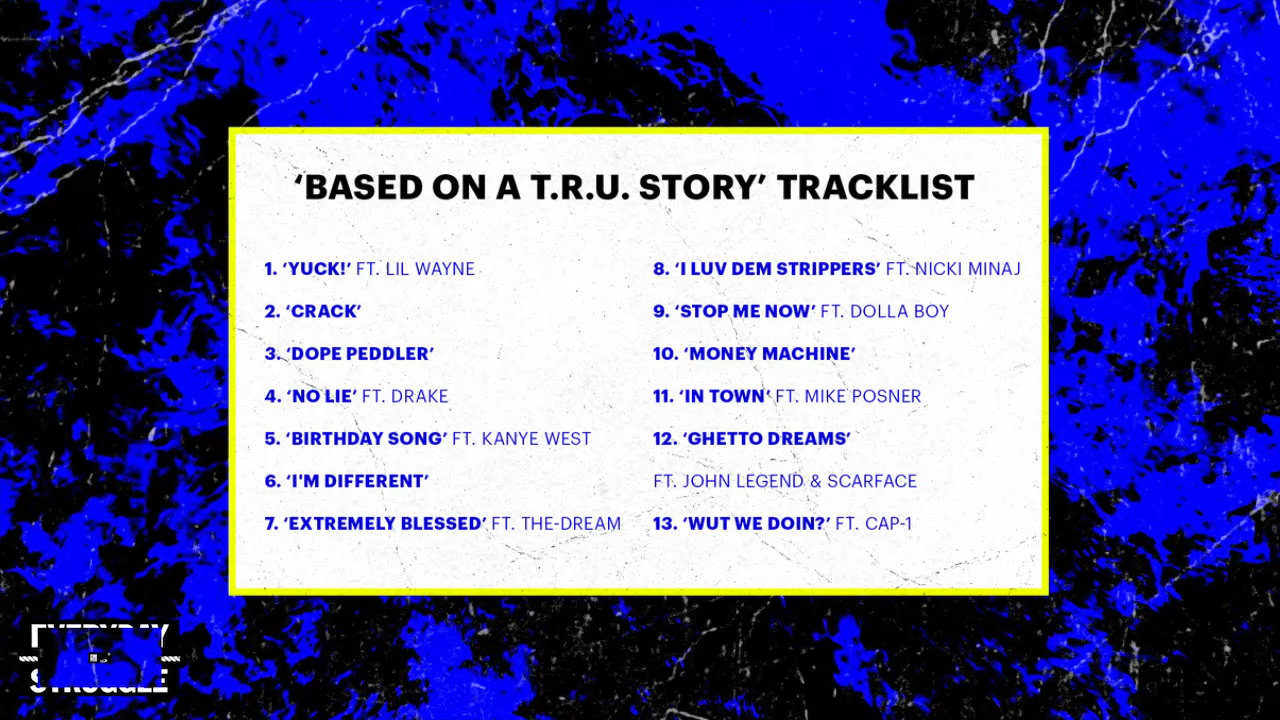 ‘BASED ON A T.R.U. STORY’ TRACKLIST
1. ‘YUCK!’ FT. LIL WAYNE
2. ‘CRACK’
3. ‘DOPE PEDDLER’
4. ‘NO LIE’ FT. DRAKE
5. ‘BIRTHDAY SONG’ FT. KANYE WEST
6. ‘I'M DIFFERENT’
7. ‘EXTREMELY BLESSED’ FT. THE-DREAM
8. ‘I LUV DEM STRIPPERS’ FT. NICKI MINAJ
9. ‘STOP ME NOW’ FT. DOLLA BOY
10. ‘MONEY MACHINE’
11. ‘IN TOWN‘ FT. MIKE POSNER
12. ‘GHETTO DREAMS’
FT. JOHN LEGEND & SCARFACE
13. ‘WUT WE DOIN?’ FT. CAP-1
EVERYDAY
STRUGGLE